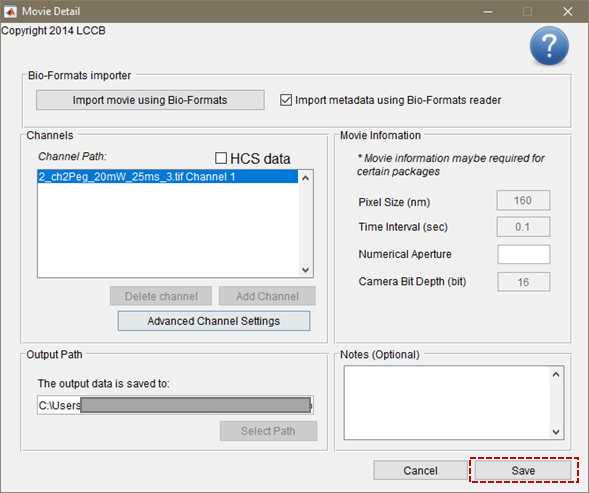 Movie Detail
Copyright 2014 LCCB
?
Bio-Formats importer
Import movie using Bio-Formats
Import metadata using Bio-Formats reader
Channels
Channel Path:
HCS data
2_ch2Peg_20mW_25ms_3.tif Channel 1
Delete channel
Add Channel
Advanced Channel Settings
Movie Infomation
* Movie information maybe required for
certain packages
Pixel Size (nm)
160
Time Interval (sec)
0.1
Numerical Aperture
Camera Bit Depth (bit)
16
Output Path
The output data is saved to:
C:\Users
Select Path
Notes (Optional)
Cancel
Save